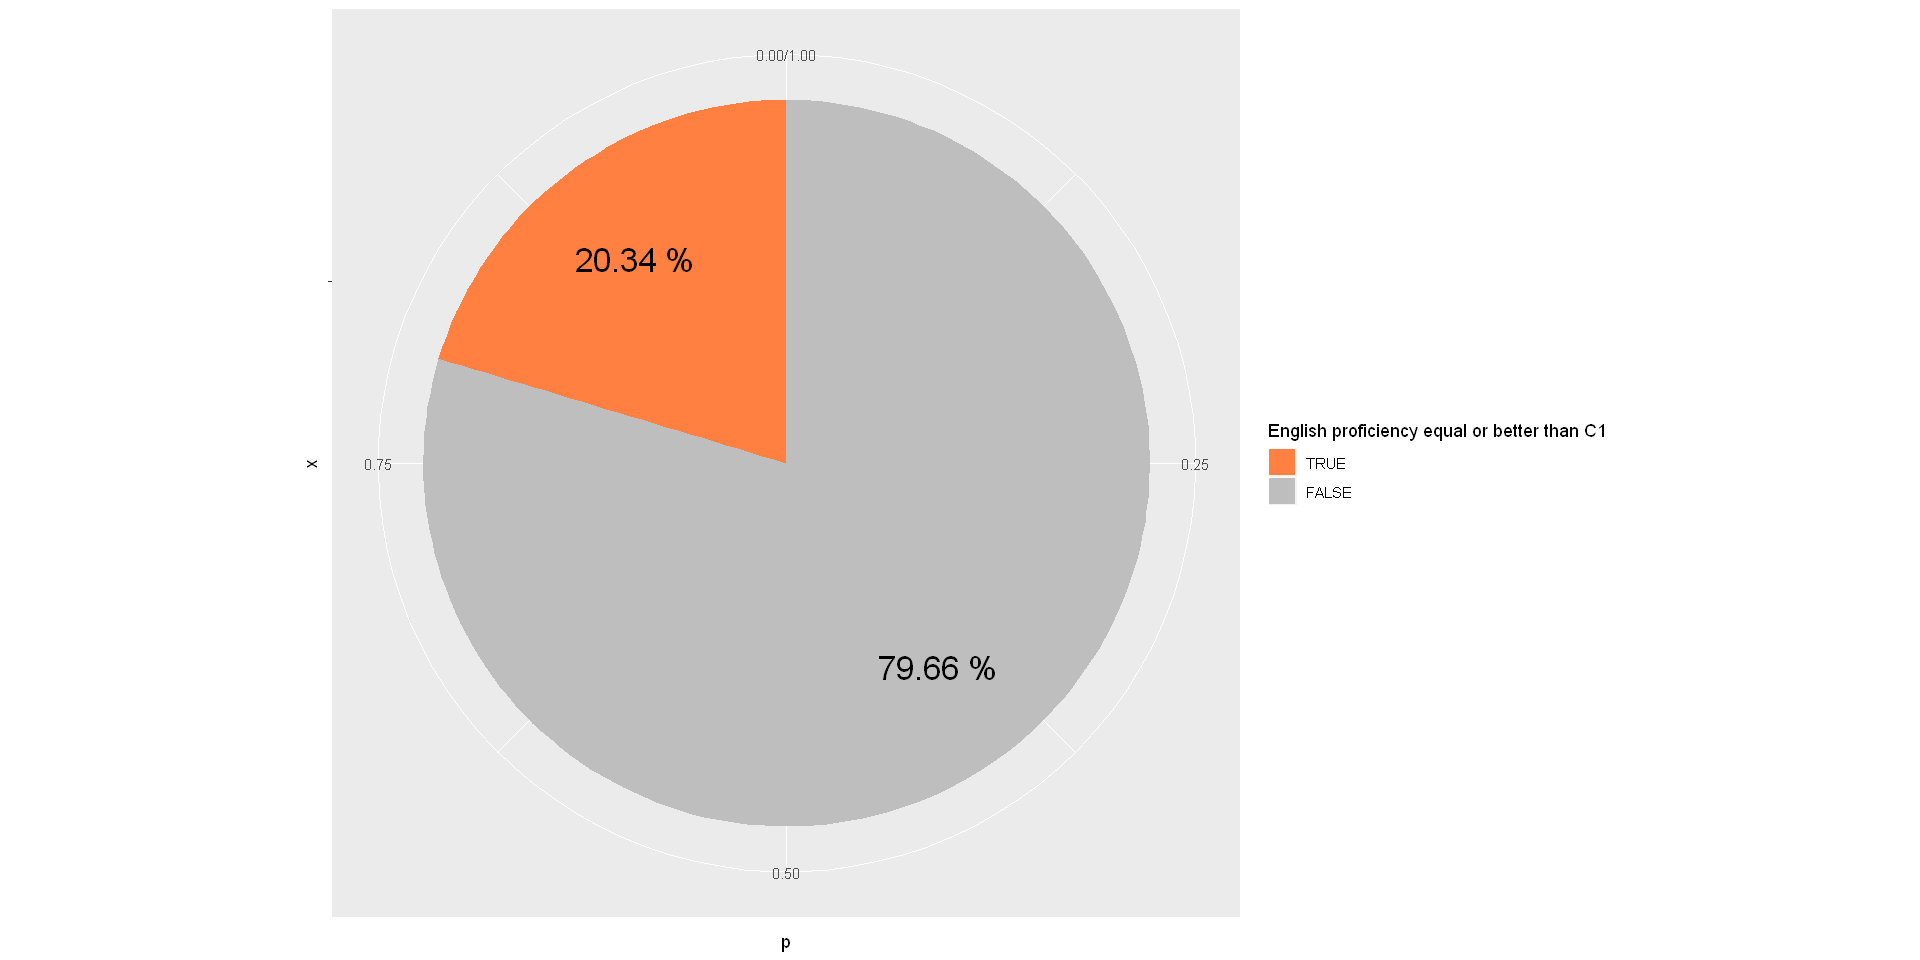 0.00/1.00
20.34 %
x
0.75
0.25
79.66 %
0.50
p
English proficiency equal or better than C1
TRUE
FALSE